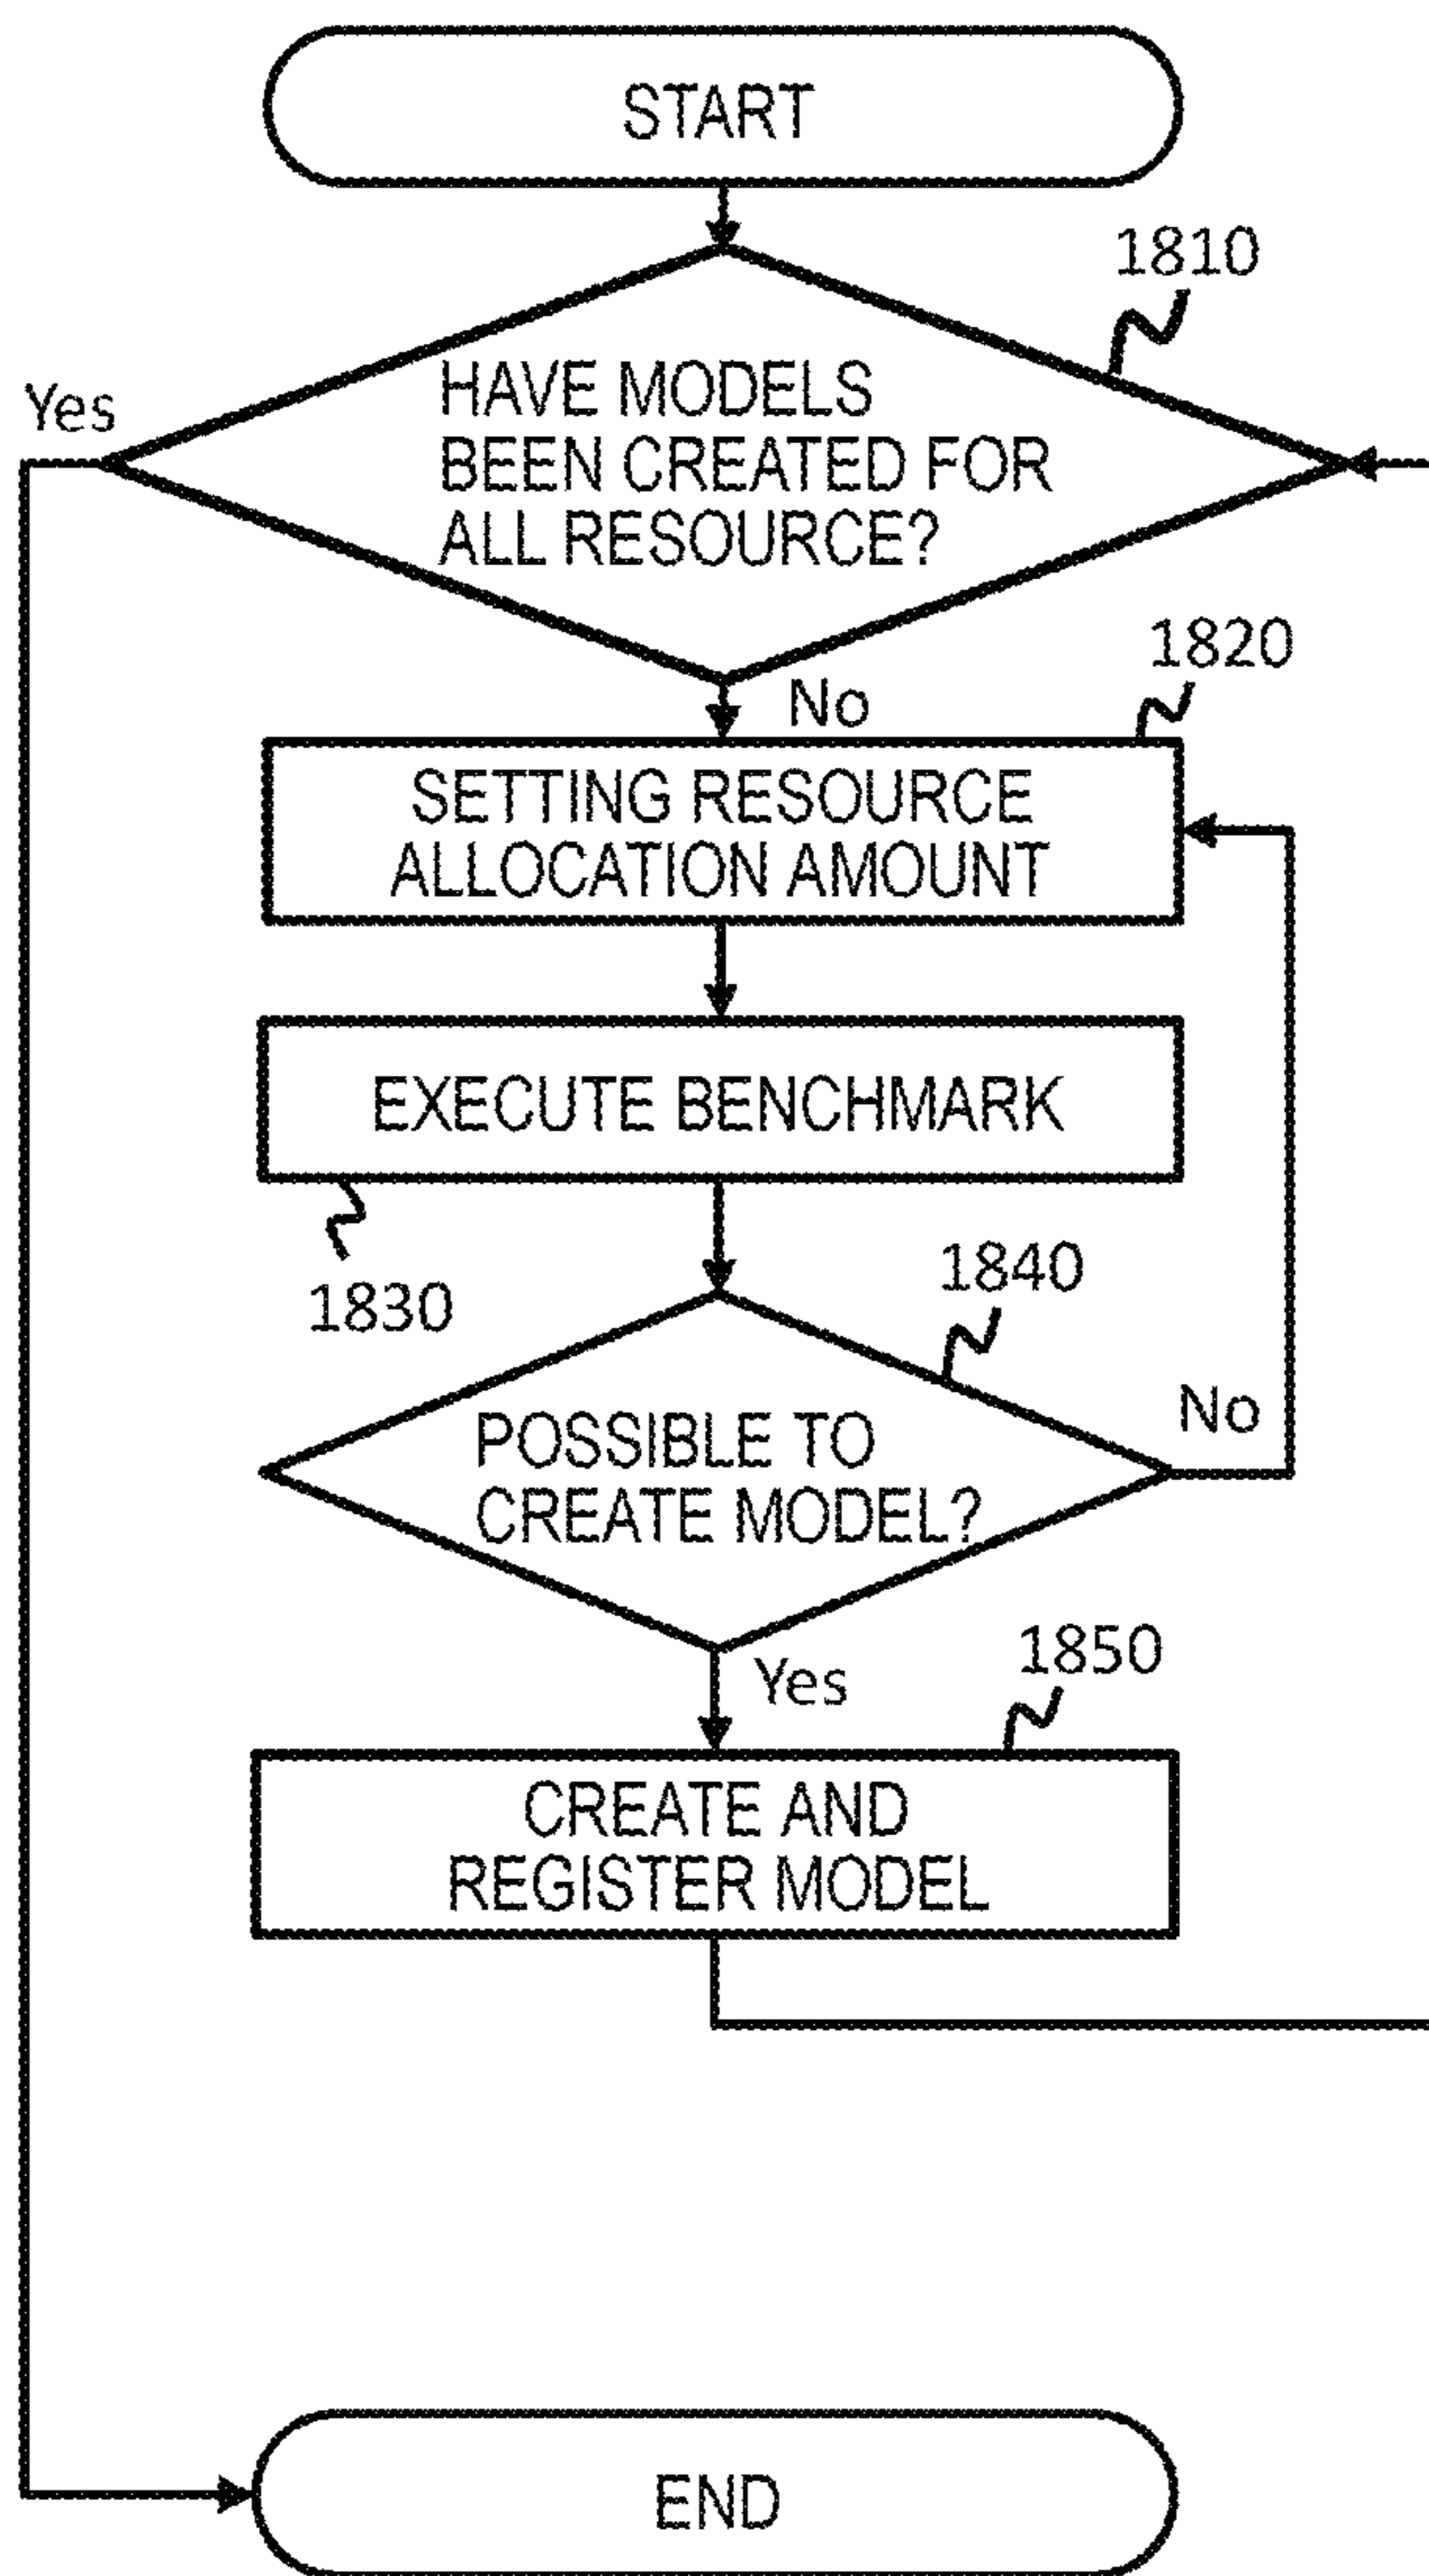 START
1810
Yes
HAVE MODELS
BEEN CREATED FOR
ALL RESOURCE?
1820
No
SETTING RESOURCE
ALLOCATION AMOUNT
EXECUTE BENCHMARK
1830
1840
No
POSSIBLE TO
CREATE MODEL?
Yes
1850
CREATE AND
REGISTER MODEL
END